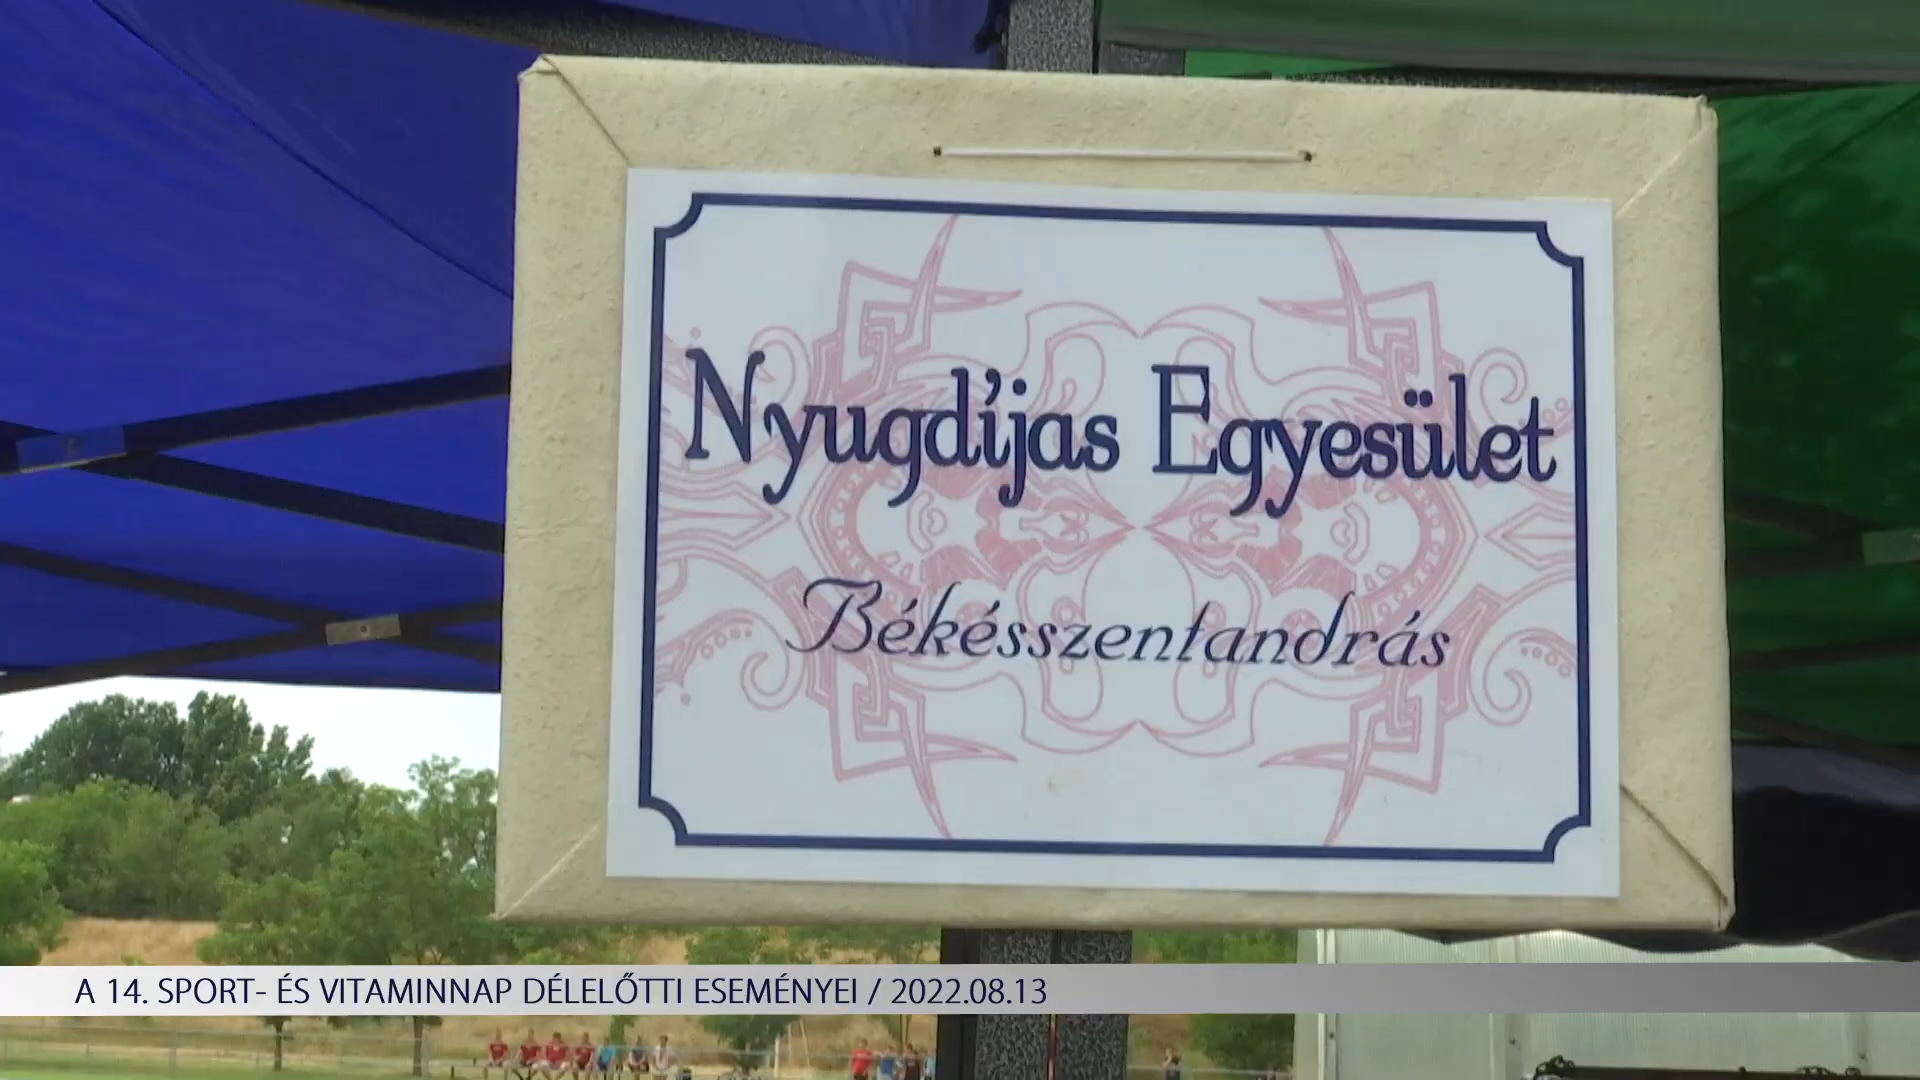 Nyugdíjas Egyesület
Békésszentandrás
A 14. SPORT- ÉS VITAMINNAP DÉLELŐTTI ESEMÉNYEI / 2022.08.13